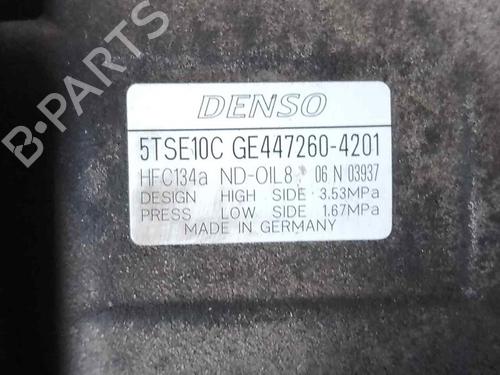 B-PARTS
DENSO
5TSE10C GE447260-4201
HFC134a ND-OIL8 06 N 03937
DESIGN HIGH SIDE 3.53MPa
PRESS LOW SIDE 1.67MPa
MADE IN GERMANY